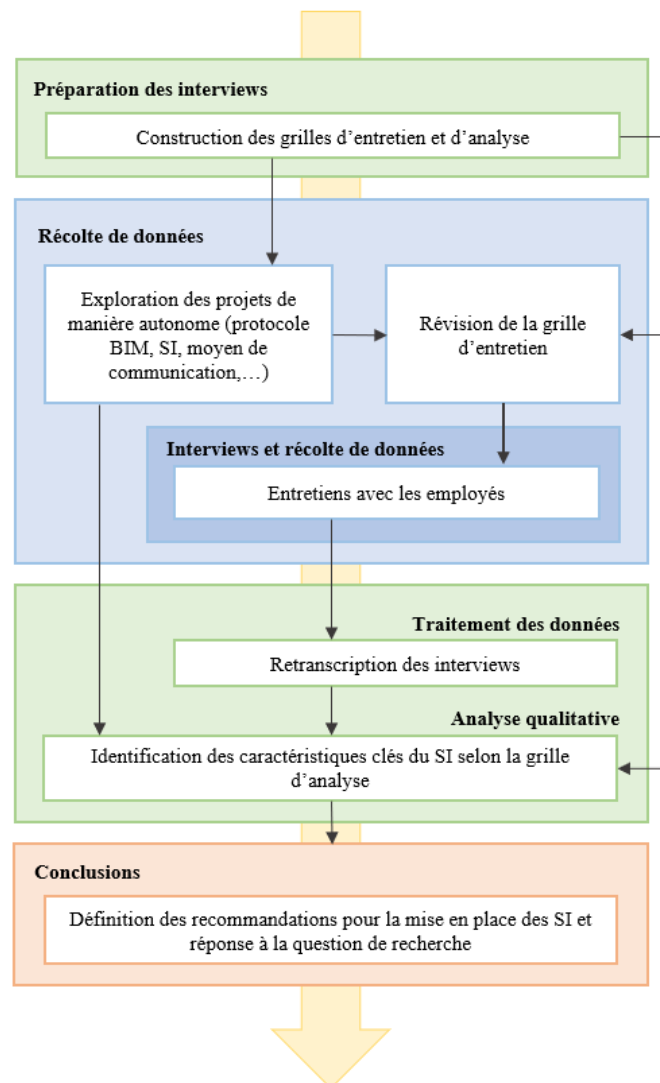 Préparation des interviews
Construction des grilles d’entretien et d’analyse
Récolte de données
Exploration des projets de
manière autonome (protocole
BIM, SI, moyen de
communication,…)
Révision de la grille
d’entretien
Interviews et récolte de données
Entretiens avec les employés
Traitement des données
Retranscription des interviews
Analyse qualitative
Identification des caractéristiques clés du SI selon la grille
d’analyse
Conclusions
Définition des recommandations pour la mise en place des SI et
réponse à la question de recherche